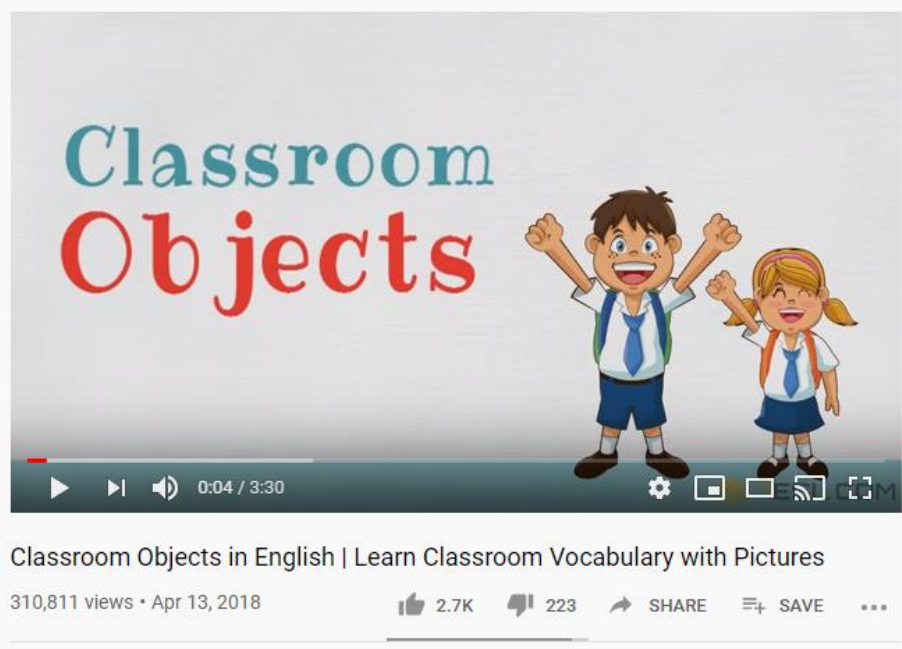 Classroom
Objects
0:04 / 3:30
Classroom Objects in English | Learn Classroom Vocabulary with Pictures
310,811 views • Apr 13, 2018
2.7K
223
SHARE
SAVE